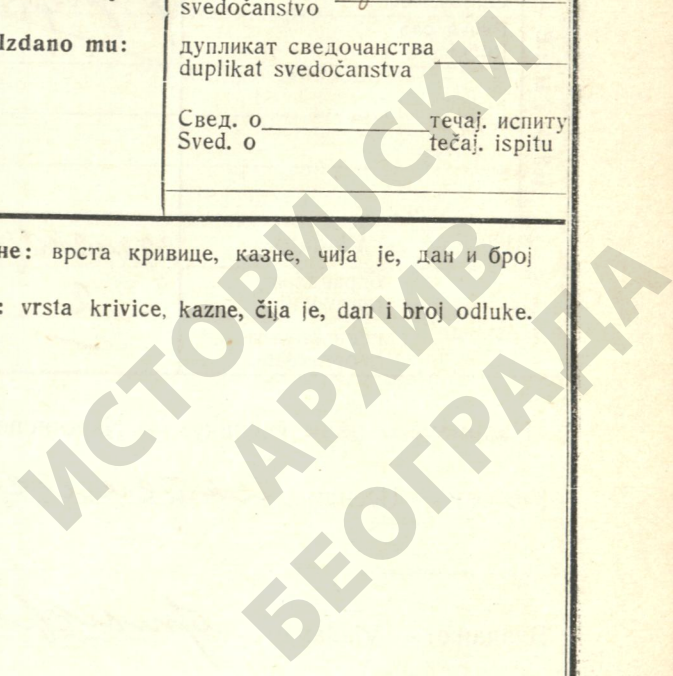 svedočanstvo
Izdano mu:
дупликат сведочанства
duplikat svedočanstva
Свед. о течај. испиту
Sved. o tečaj. ispitu
не: врста кривице, казне, чија је, дан и број
: vrsta krivice, kazne, čija je, dan i broj odluke.
ИСТОРИЈСКИ
АРХИВ
БЕОГРАДА